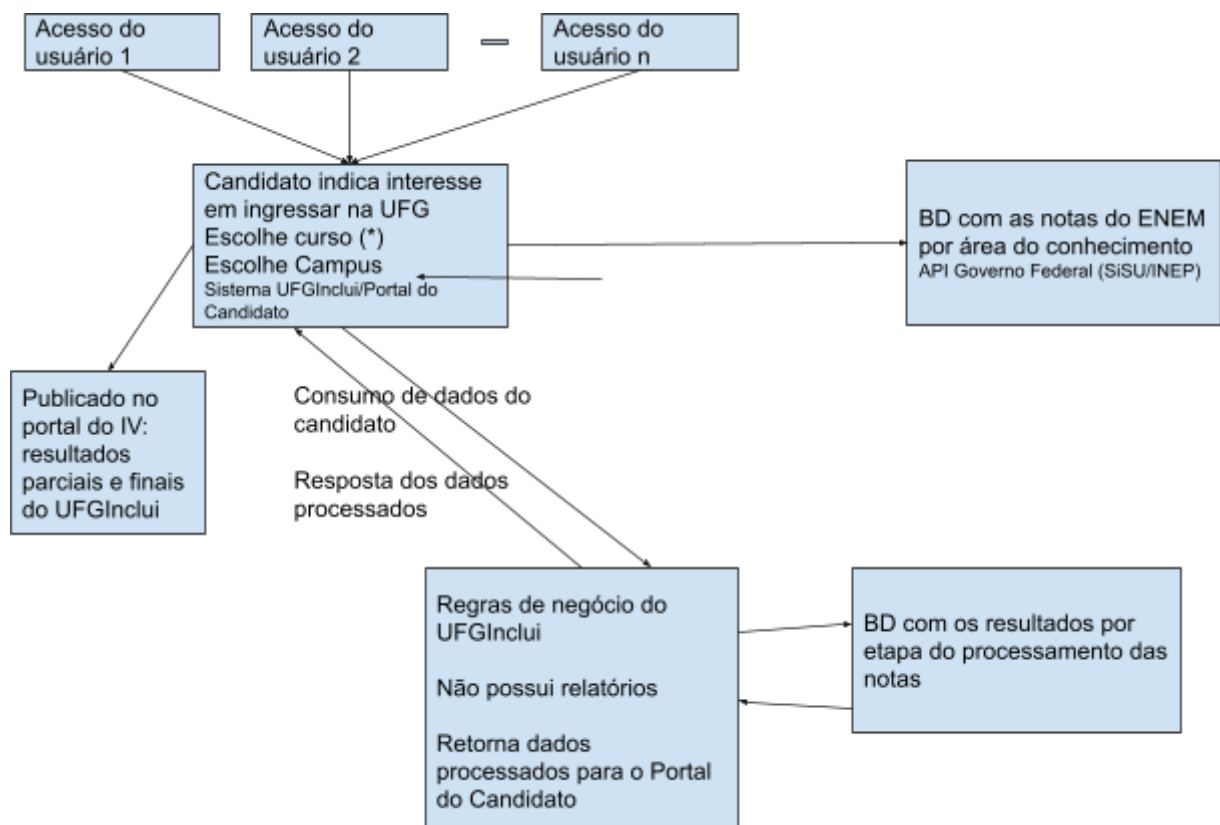 Acesso do
usuário 1
Acesso do
usuário 2
Acesso do
usuário n
Candidato indica interesse
em ingressar na UFG
Escolhe curso (*)
Escolhe Campus
Sistema UFGInclui/Portal do
Candidato
BD com as notas do ENEM
por área do conhecimento
API Governo Federal (SiSU/INEP)
Publicado no
portal do IV:
resultados
parciais e finais
do UFGInclui
Consumo de dados do
candidato
Resposta dos dados
processados
Regras de negócio do
UFGInclui
Não possui relatórios
Retorna dados
processados para o Portal
do Candidato
BD com os resultados por
etapa do processamento das
notas